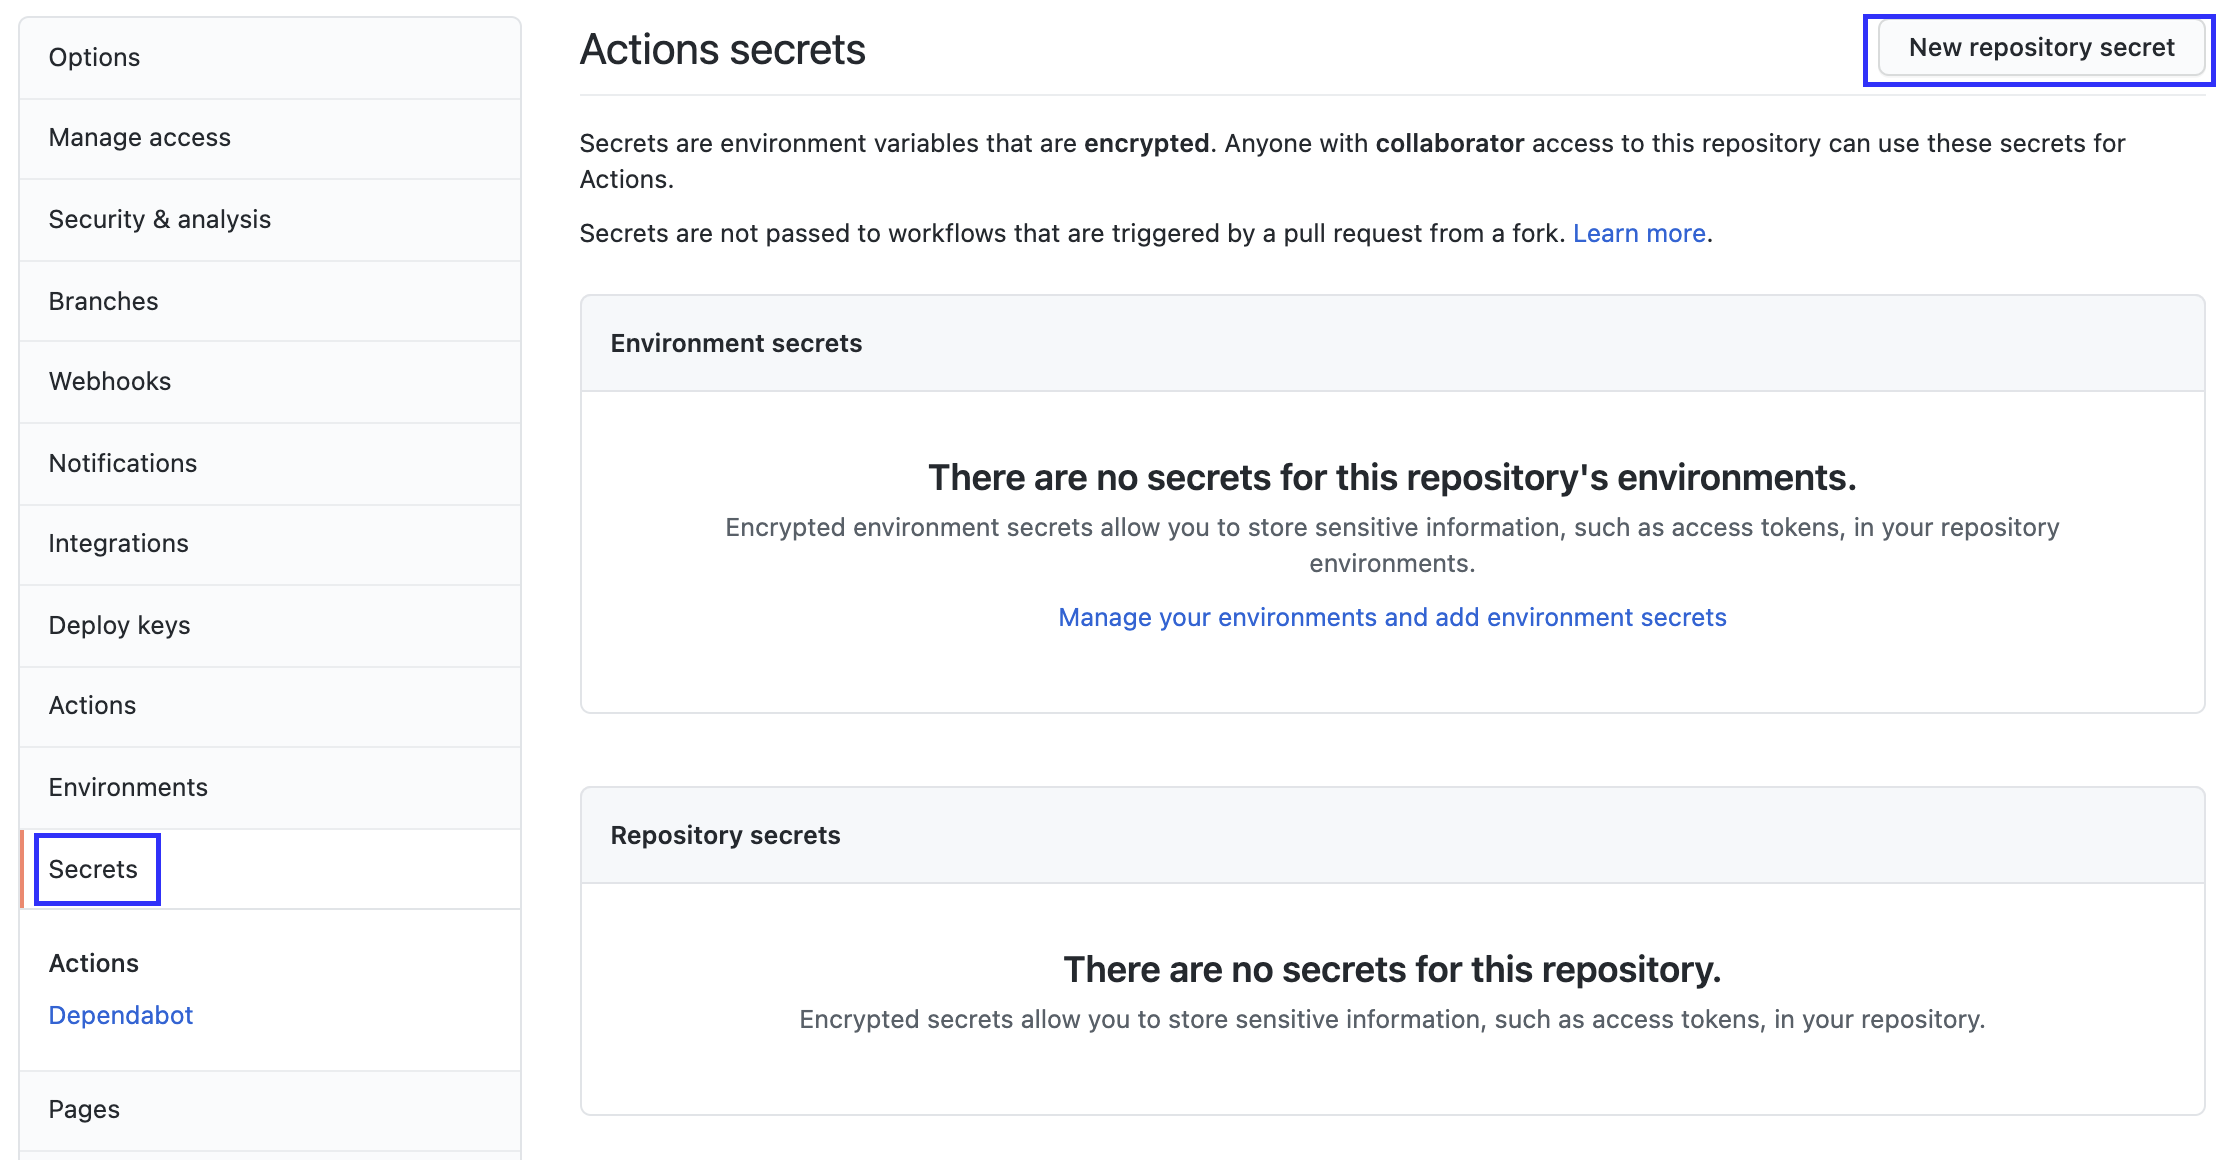 Options
Manage access
Security & analysis
Branches
Webhooks
Notifications
Integrations
Deploy keys
Actions
Environments
Secrets
Actions
Dependabot
Pages
Actions secrets
New repository secret
Secrets are environment variables that are encrypted. Anyone with collaborator access to this repository can use these secrets for
Actions.
Secrets are not passed to workflows that are triggered by a pull request from a fork. Learn more.
Environment secrets
There are no secrets for this repository's environments.
Encrypted environment secrets allow you to store sensitive information, such as access tokens, in your repository
environments.
Manage your environments and add environment secrets
Repository secrets
There are no secrets for this repository.
Encrypted secrets allow you to store sensitive information, such as access tokens, in your repository.